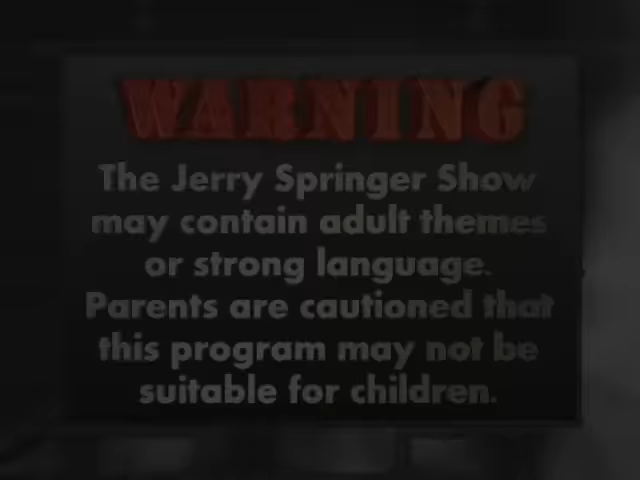 WARNING
The Jerry Springer Show
may contain adult themes
or strong language.
Parents are cautioned that
this program may not be
suitable for children.